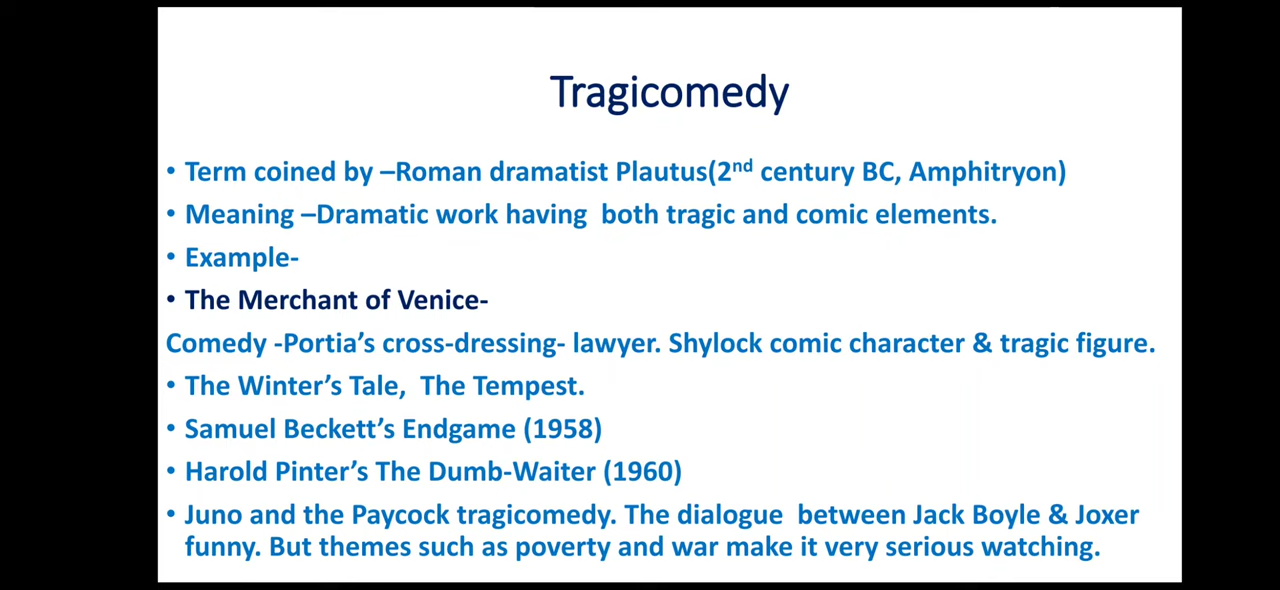 Tragicomedy
• Term coined by –Roman dramatist Plautus(2nd century BC, Amphitryon)
• Meaning –Dramatic work having  both tragic and comic elements.
• Example-
• The Merchant of Venice-
Comedy -Portia’s cross-dressing- lawyer. Shylock comic character & tragic figure.
• The Winter’s Tale,  The Tempest.
• Samuel Beckett’s Endgame (1958)
• Harold Pinter’s The Dumb-Waiter (1960)
• Juno and the Paycock tragicomedy. The dialogue  between Jack Boyle & Joxer
funny. But themes such as poverty and war make it very serious watching.